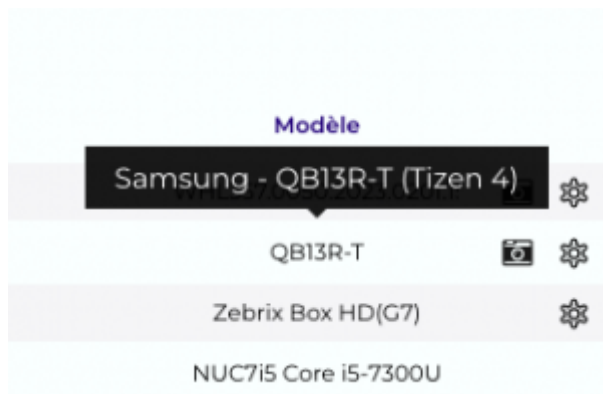 Modèle
Samsung - QB13R-T (Tizen 4)
QB13R-T
Zebrix Box HD(G7)
NUC7i5 Core i5-7300U